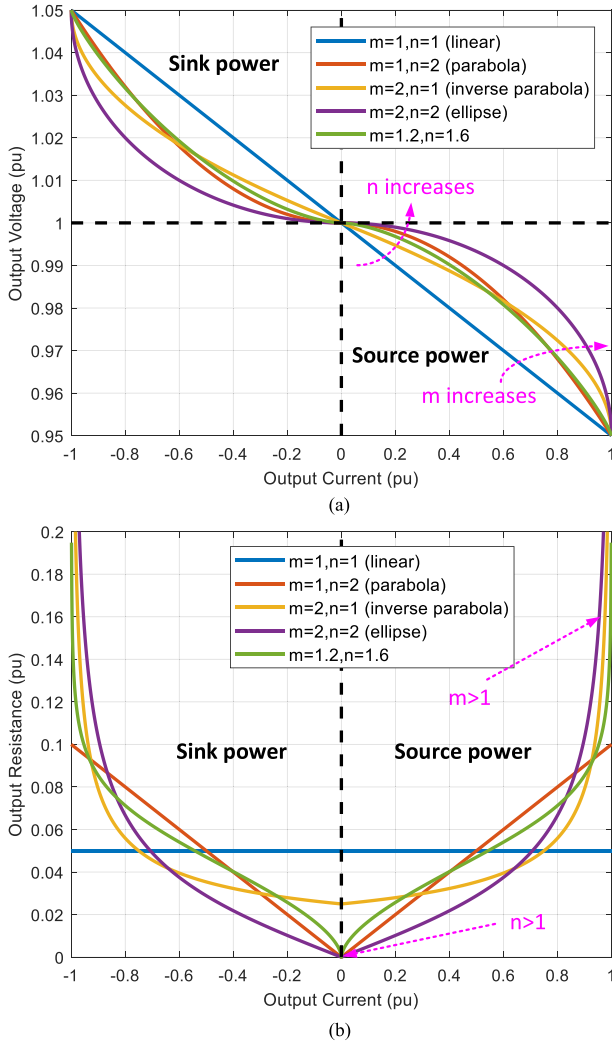 1.05
1.04
1.03
1.02
1.01
1
0.99
0.98
0.97
0.96
0.95
Output Voltage (pu)
Sink power
m=1,n=1 (linear)
m=1,n=2 (parabola)
m=2,n=1 (inverse parabola)
m=2,n=2 (ellipse)
m=1.2,n=1.6
n increases
Source power
m increases
-1 -0.8 -0.6 -0.4 -0.2 0 0.2 0.4 0.6 0.8 1
Output Current (pu)
(a)
0.2
0.18
0.16
0.14
0.12
0.1
0.08
0.06
0.04
0.02
0
Output Resistance (pu)
m=1,n=1 (linear)
m=1,n=2 (parabola)
m=2,n=1 (inverse parabola)
m=2,n=2 (ellipse)
m=1.2,n=1.6
m>1
Sink power
Source power
n>1
-1 -0.8 -0.6 -0.4 -0.2 0 0.2 0.4 0.6 0.8 1
Output Current (pu)
(b)